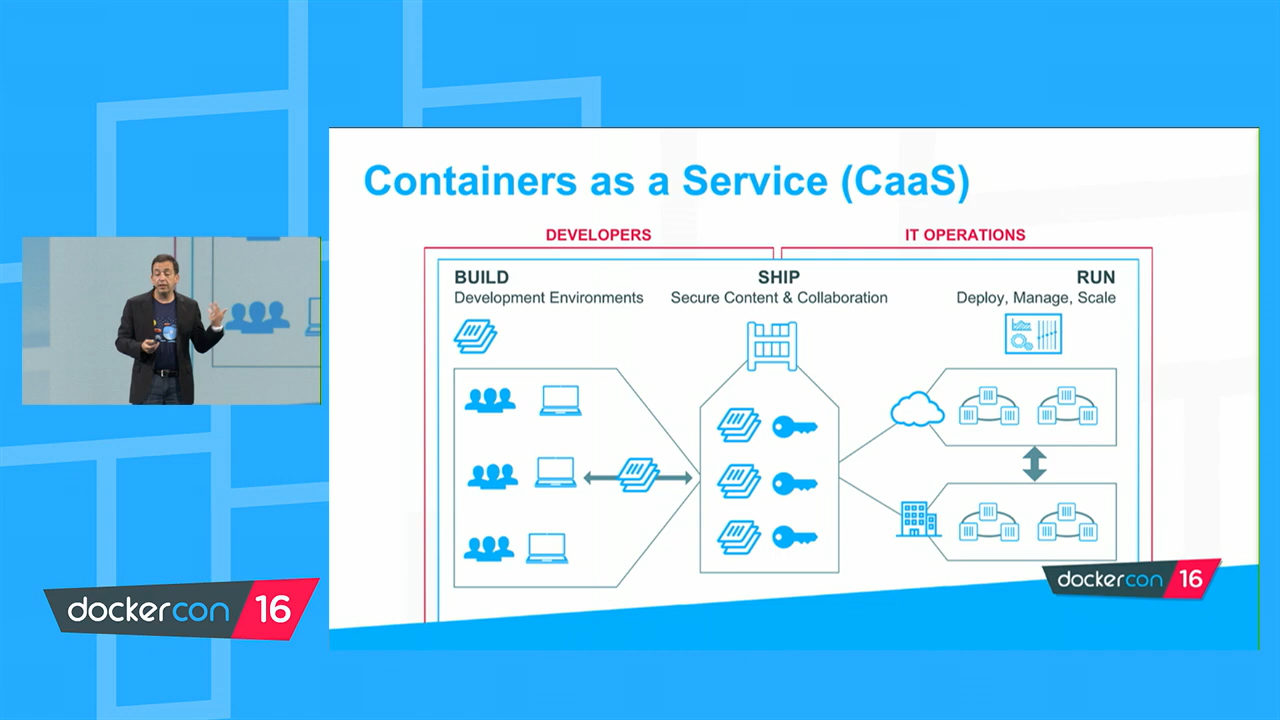 Containers as a Service (CaaS)
DEVELOPERS
IT OPERATIONS
BUILD
Development Environments
SHIP
Secure Content & Collaboration
RUN
Deploy, Manage, Scale
dockercon 16
dockercon 16